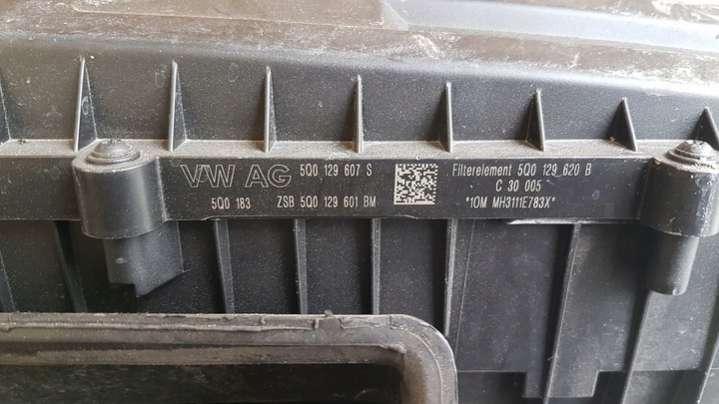 VW AG 5Q0 129 607 S
5Q0 183 ZSB 5Q0 129 601 BM
Filterelement 5Q0 129 620 B
C 30 005
*10M MH3111E783X*